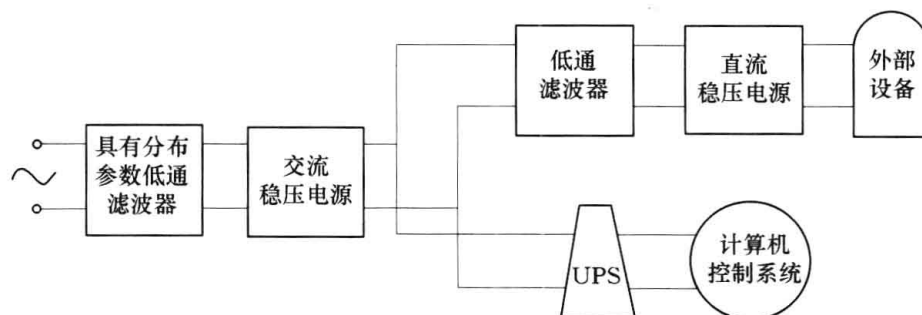 具有分布
参数低通
滤波器
交流
稳压电源
低通
滤波器
直流
稳压电源
外部
设备
UPS
计算机
控制系统